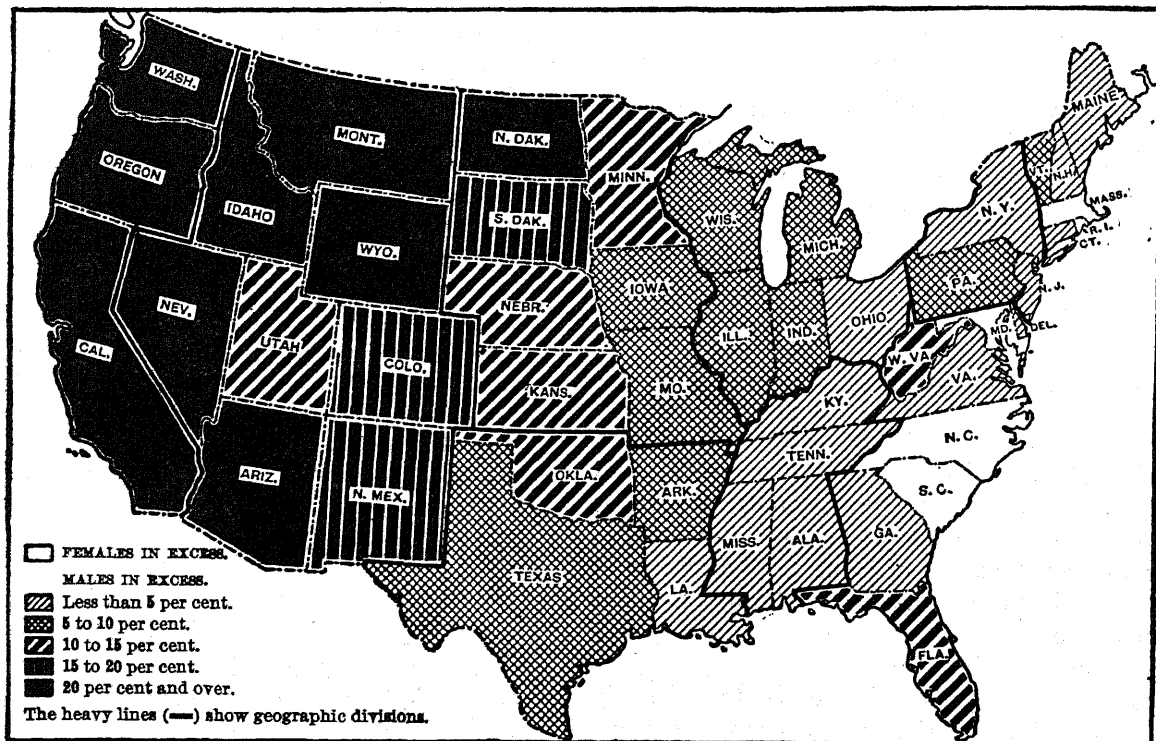 WASH.
MONT.
N. DAK.
MINN.
MAINE
OREGON
IDAHO
S. DAK.
WIS.
VT.
N.H.
MASS.
N. Y.
R. I.
CT.
MICH.
WYO.
NEBR.
IOWA
PA.
N. J.
NEV.
UTAH
COLO.
ILL.
IND.
OHIO
MD.
DEL.
W. VA.
VA.
CAL.
KANS.
MO.
KY.
N. C.
TENN.
ARIZ.
N. MEX.
OKLA.
ARK.
S. C.
MISS.
ALA.
GA.
TEXAS
LA.
FLA.
FEMALES IN EXCESS.
MALES IN EXCESS.
Less than 5 per cent.
5 to 10 per cent.
10 to 15 per cent.
15 to 20 per cent.
20 per cent and over.
The heavy lines (━) show geographic divisions.